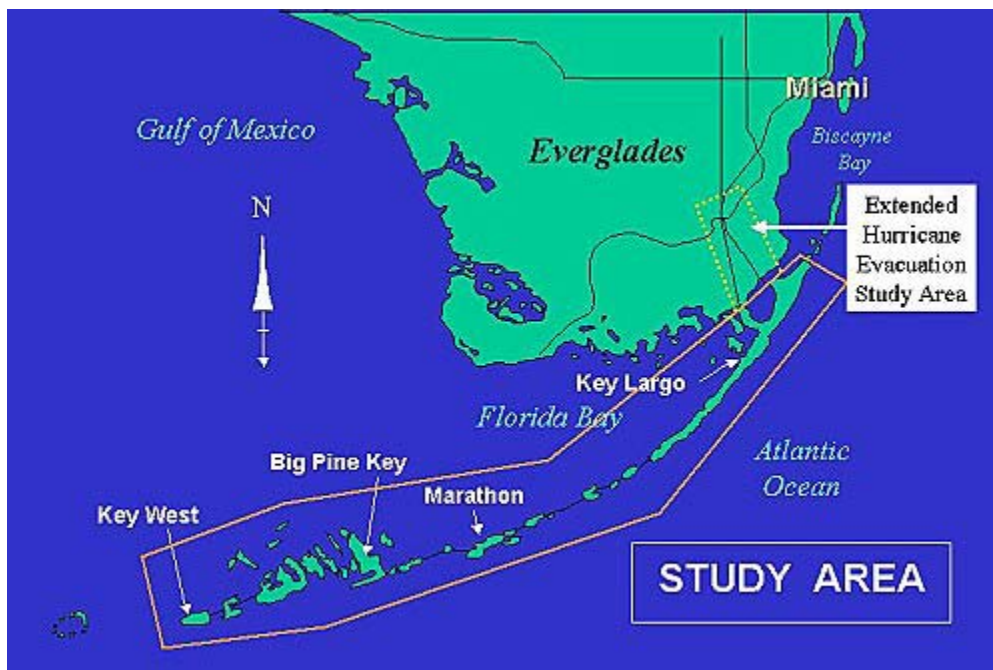 Miami
Gulf of Mexico
Biscayne
Bay
Everglades
N
Extended
Hurricane
Evacuation
Study Area
Key Largo
Florida Bay
Big Pine Key
Atlantic
Ocean
Marathon
Key West
STUDY AREA